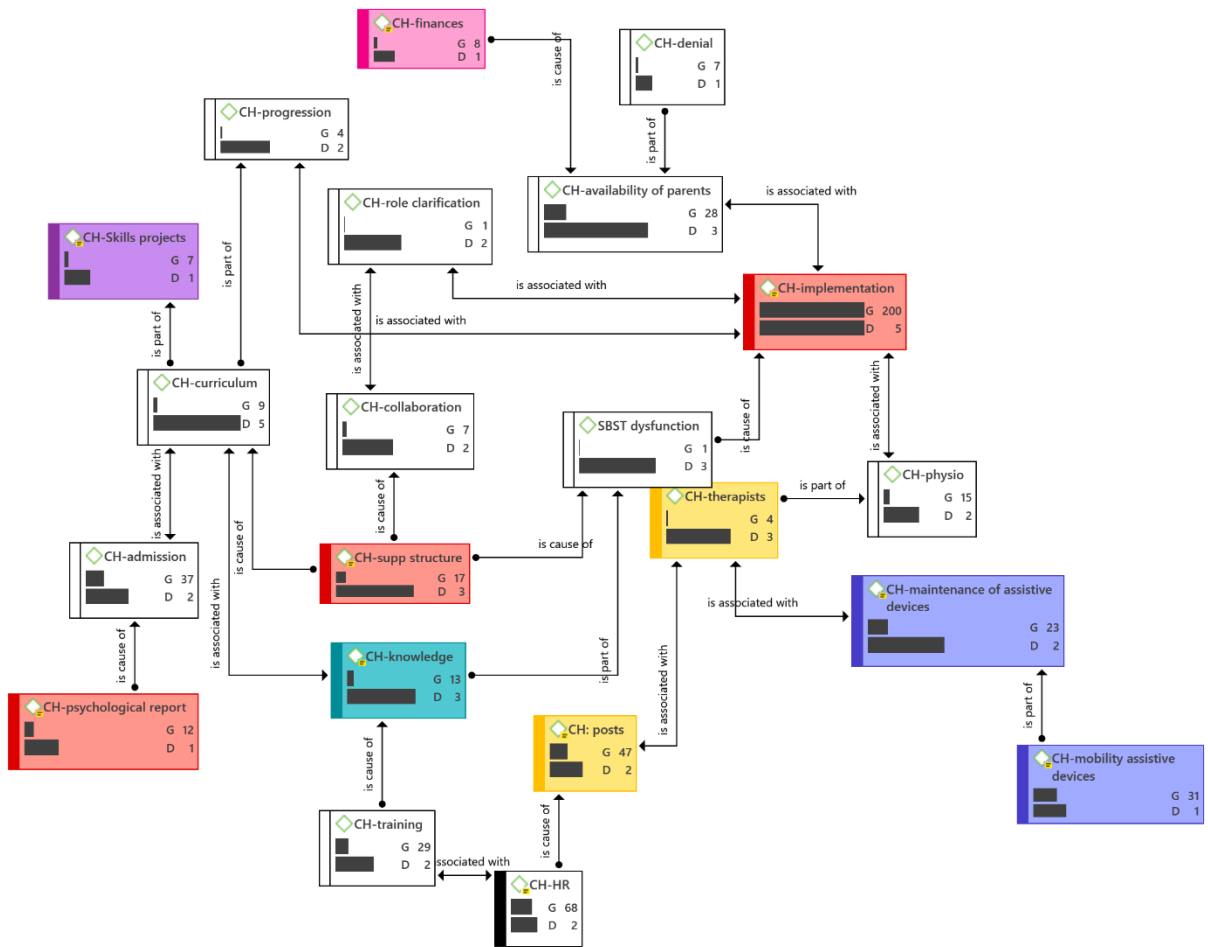 CH-finances
G 8
D 1
is cause of
CH-denial
G 7
D 1
is part of
CH-progression
G 4
D 2
is part of
CH-availability of parents
G 28
D 3
is associated with
CH-role clarification
G 1
D 2
is associated with
CH-Skills projects
G 7
D 1
is part of
CH-implementation
G 200
D 5
is associated with
is associated with
CH-curriculum
G 9
D 5
is associated with
CH-collaboration
G 7
D 2
is cause of
SBST dysfunction
G 1
D 3
is cause of
is associated with
CH-physio
G 15
D 2
CH-therapists
G 4
D 3
is part of
CH-admission
G 37
D 2
is cause of
is cause of
is associated with
CH-supp structure
G 17
D 3
is cause of
CH-maintenance of assistive
devices
G 23
D 2
is associated with
CH-knowledge
G 13
D 3
is part of
is associated with
is part of
CH-psychological report
G 12
D 1
CH: posts
G 47
D 2
CH-mobility assistive
devices
G 31
D 1
is cause of
is cause of
CH-training
G 29
D 2
ssociated with
CH-HR
G 68
D 2